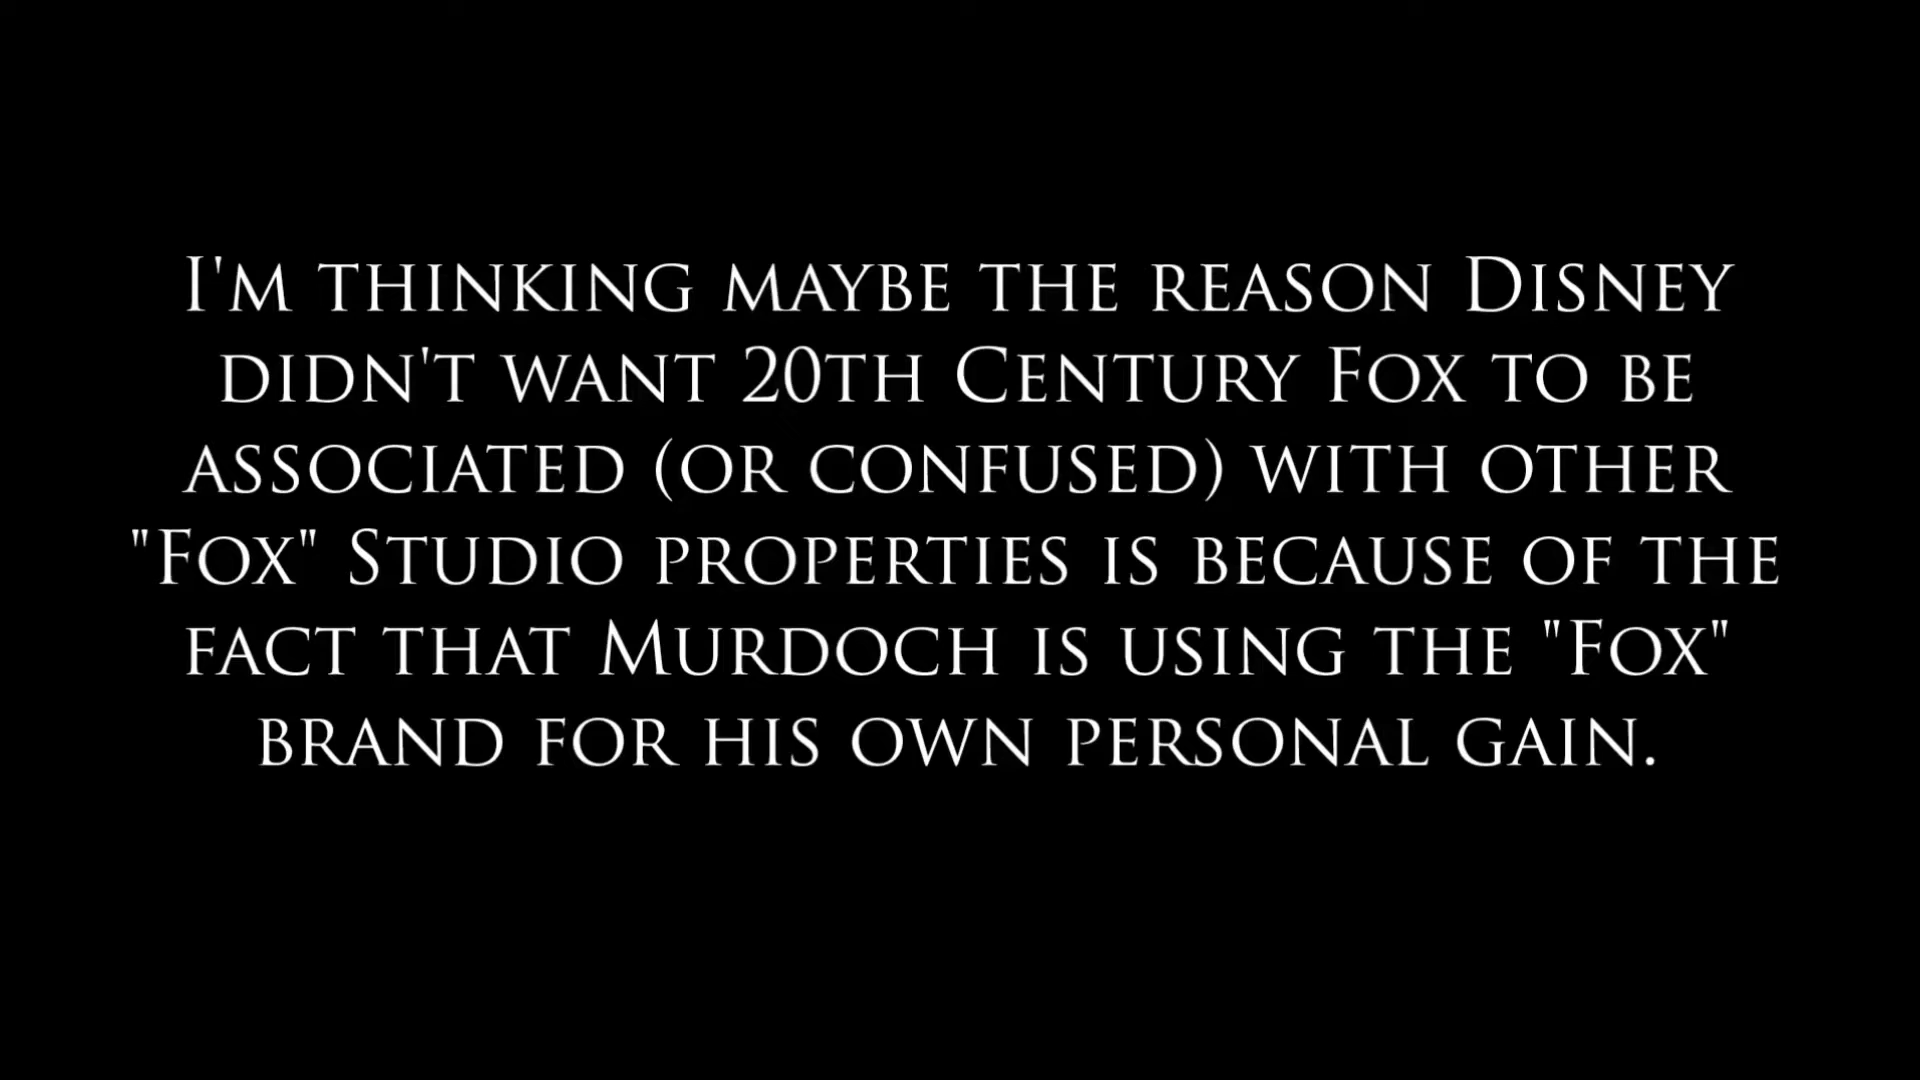 I'm thinking maybe the reason Disney
didn't want 20th Century Fox to be
associated (or confused) with other
"Fox" Studio properties is because of the
fact that Murdoch is using the "Fox"
brand for his own personal gain.